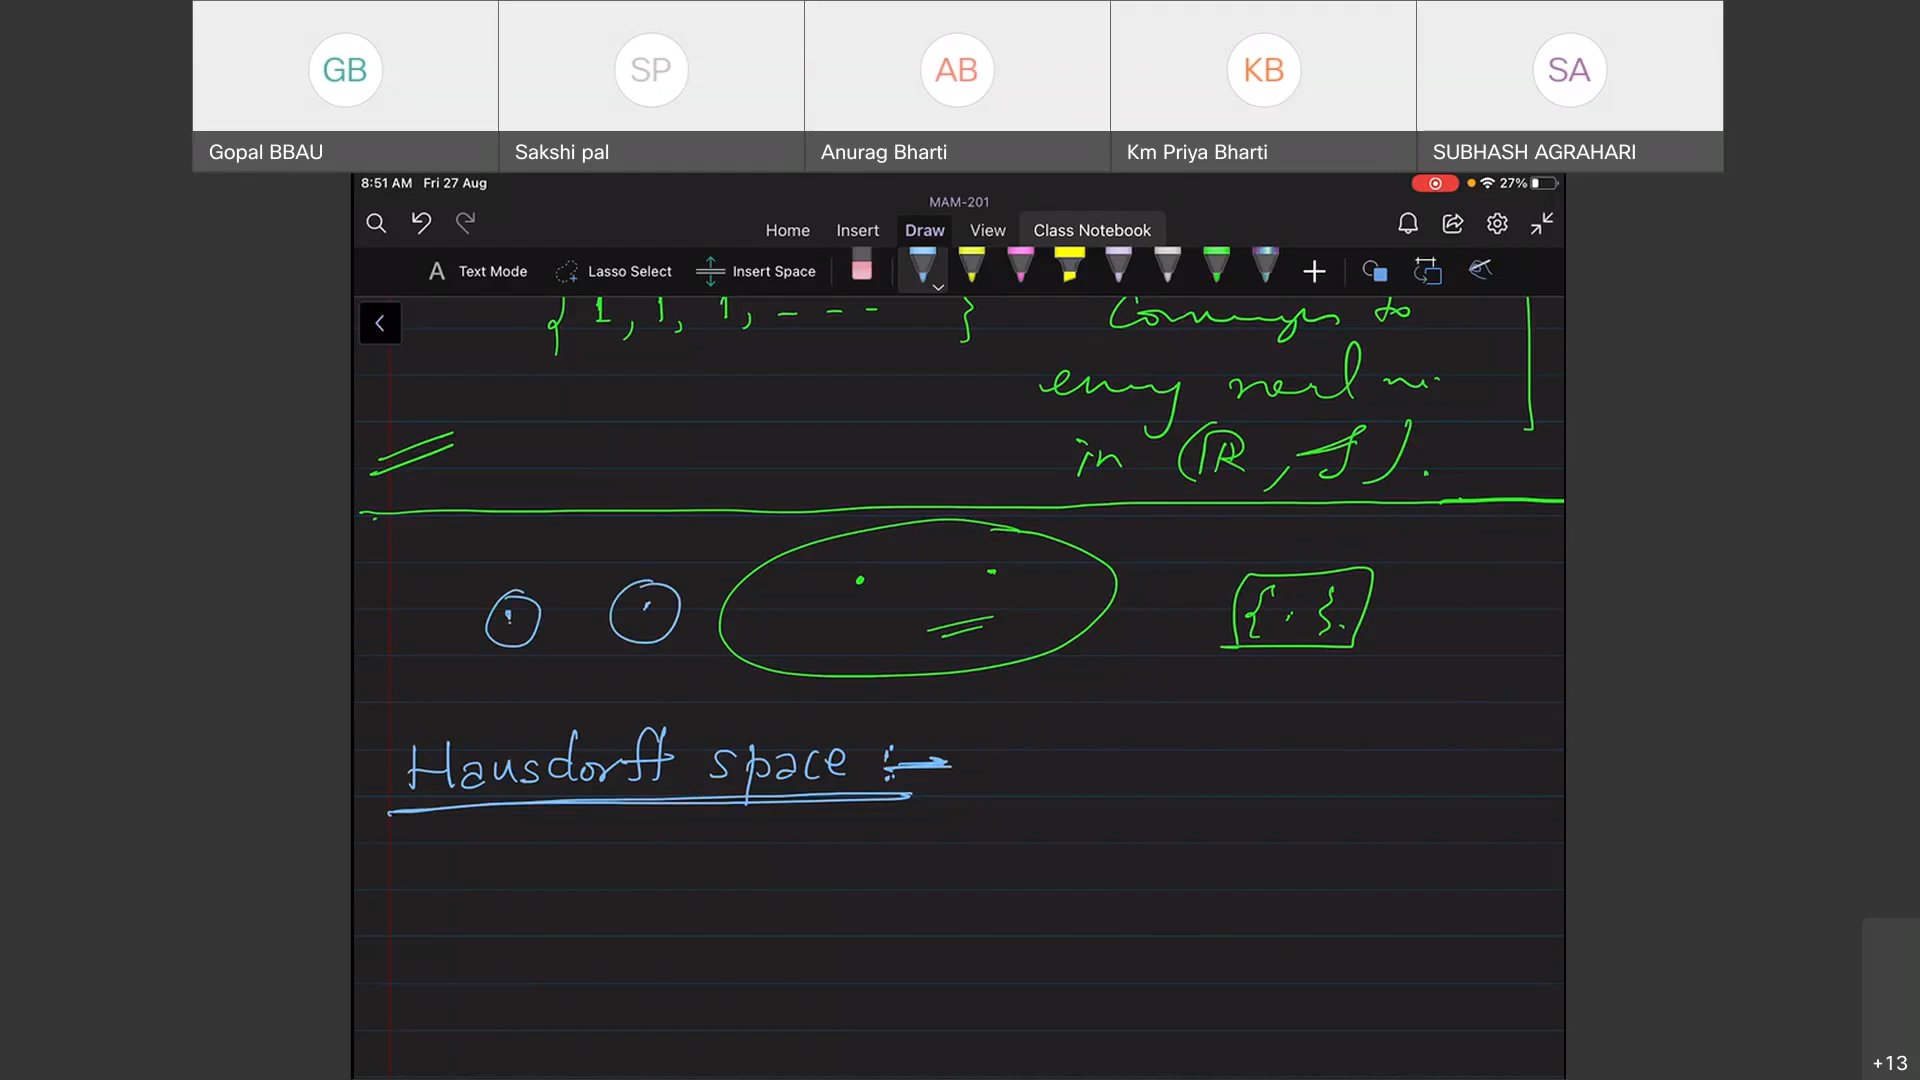 GB SP AB KB SA
Gopal BBAU Sakshi pal Anurag Bharti Km Priya Bharti SUBHASH AGRAHARI
8:51 AM Fri 27 Aug 27%
MAM-201
Home Insert Draw View Class Notebook
A Text Mode Lasso Select Insert Space
{ 1, 1, 1, - - - - } Converges to
every real no.
in (ℝ, 𝒥).
{ · }.
Hausdorff space :→
+13